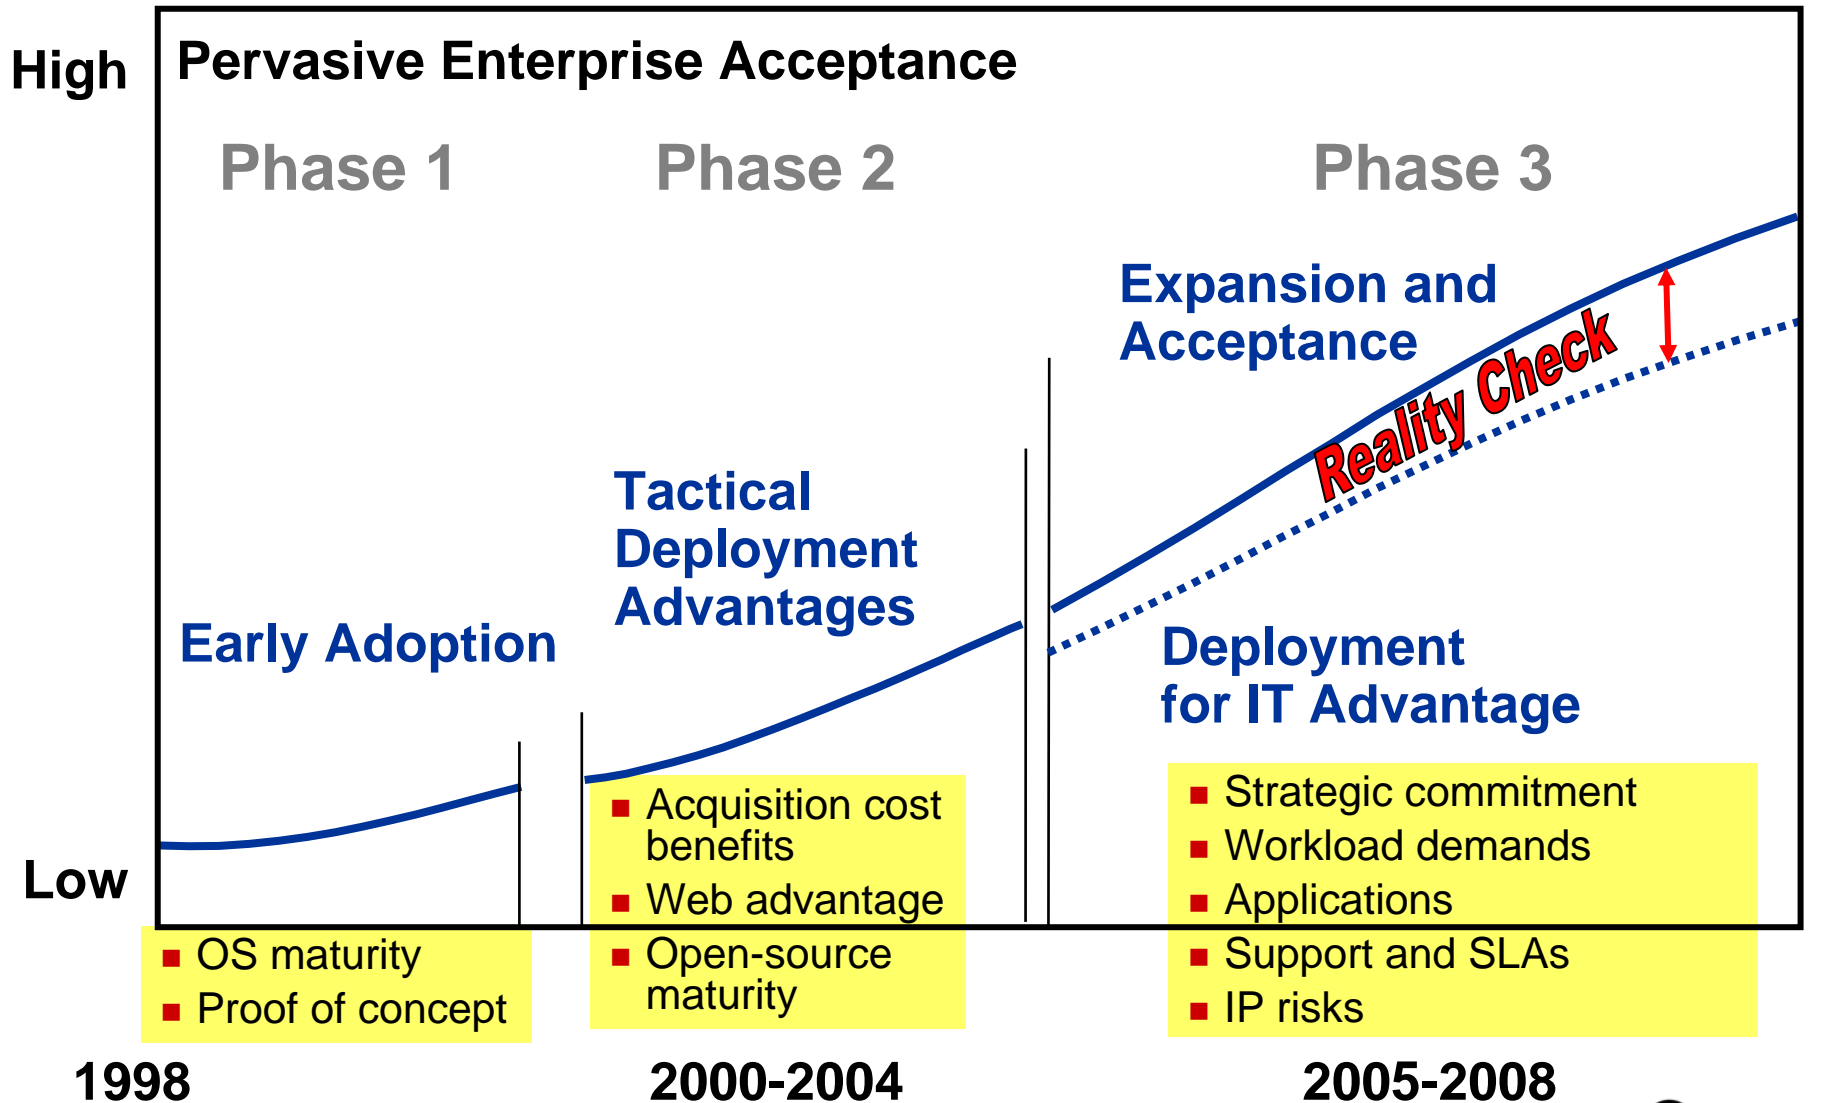 High
Pervasive Enterprise Acceptance
Phase 1
Phase 2
Phase 3
Expansion and
Acceptance
Reality Check
Tactical
Deployment
Advantages
Early Adoption
Deployment
for IT Advantage
Low
■ OS maturity
■ Proof of concept
■ Acquisition cost
benefits
■ Web advantage
■ Open-source
maturity
■ Strategic commitment
■ Workload demands
■ Applications
■ Support and SLAs
■ IP risks
1998
2000-2004
2005-2008